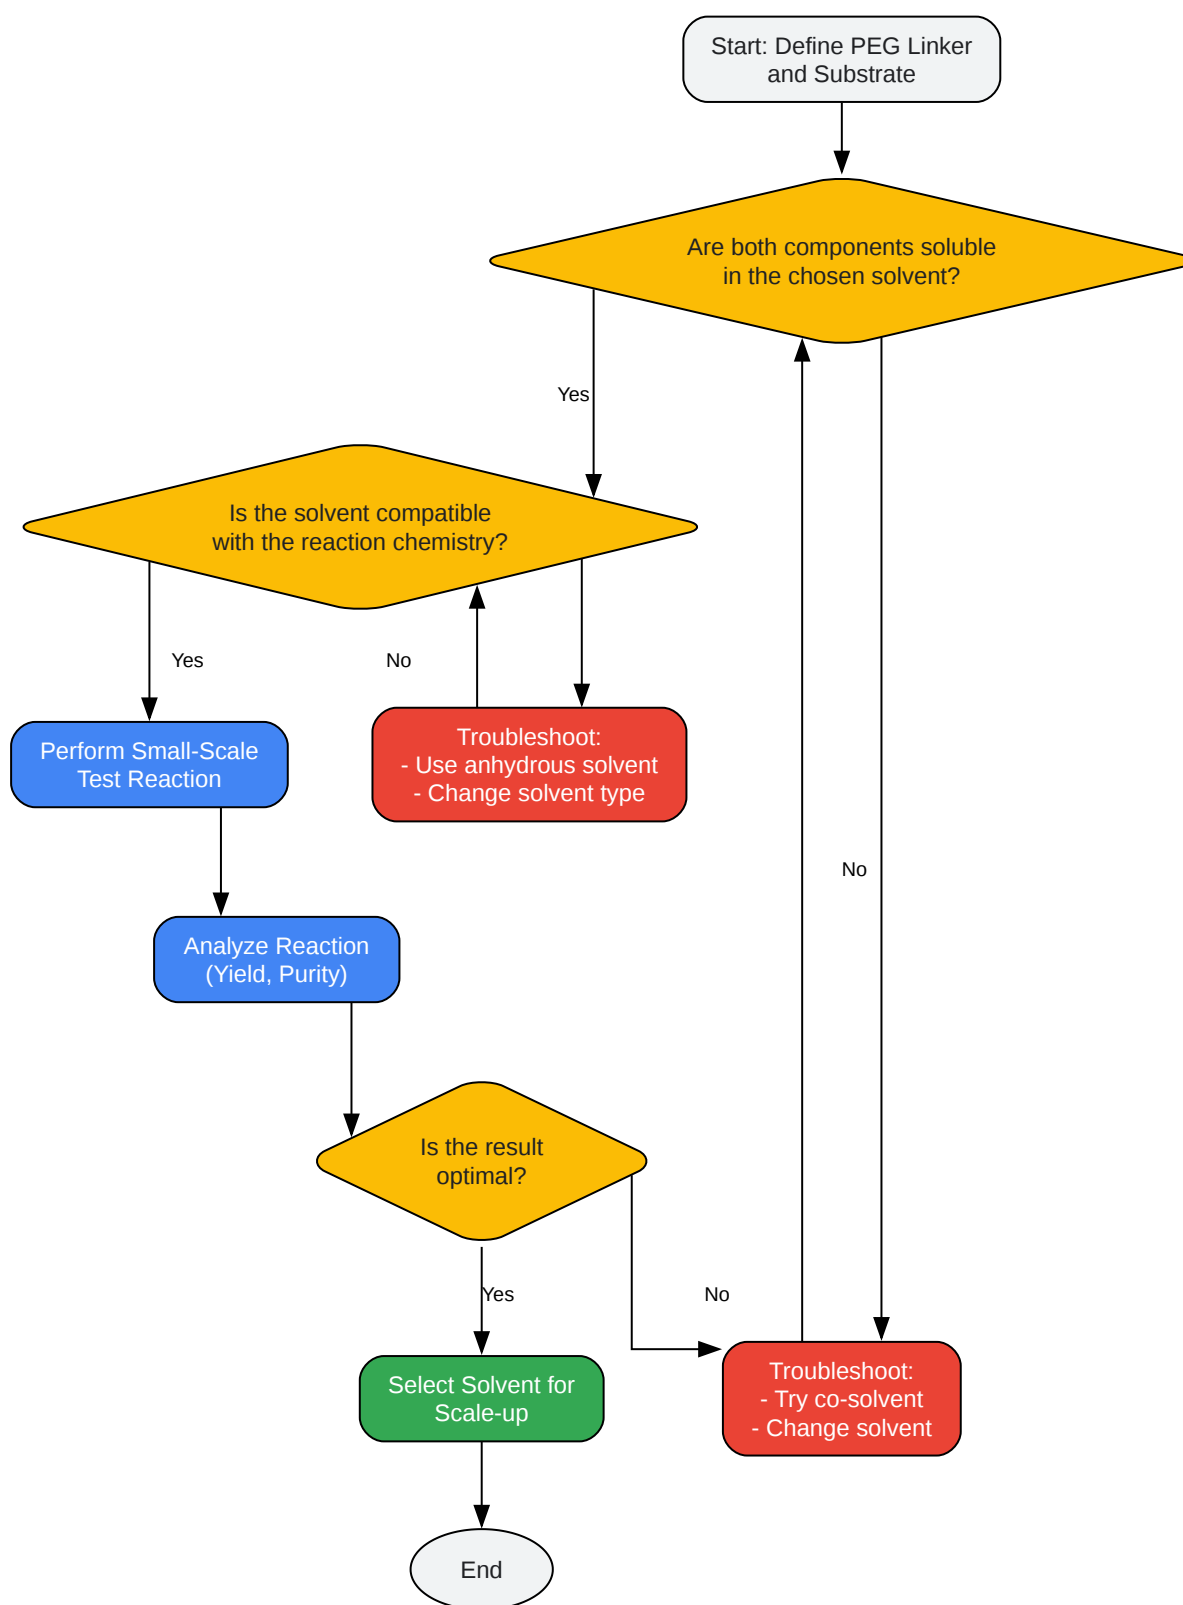 Start: Define PEG Linker
and Substrate
Are both components soluble
in the chosen solvent?
Yes
Is the solvent compatible
with the reaction chemistry?
Yes
No
Perform Small-Scale
Test Reaction
Troubleshoot:
- Use anhydrous solvent
- Change solvent type
No
Analyze Reaction
(Yield, Purity)
Is the result
optimal?
Yes
No
Select Solvent for
Scale-up
Troubleshoot:
- Try co-solvent
- Change solvent
End